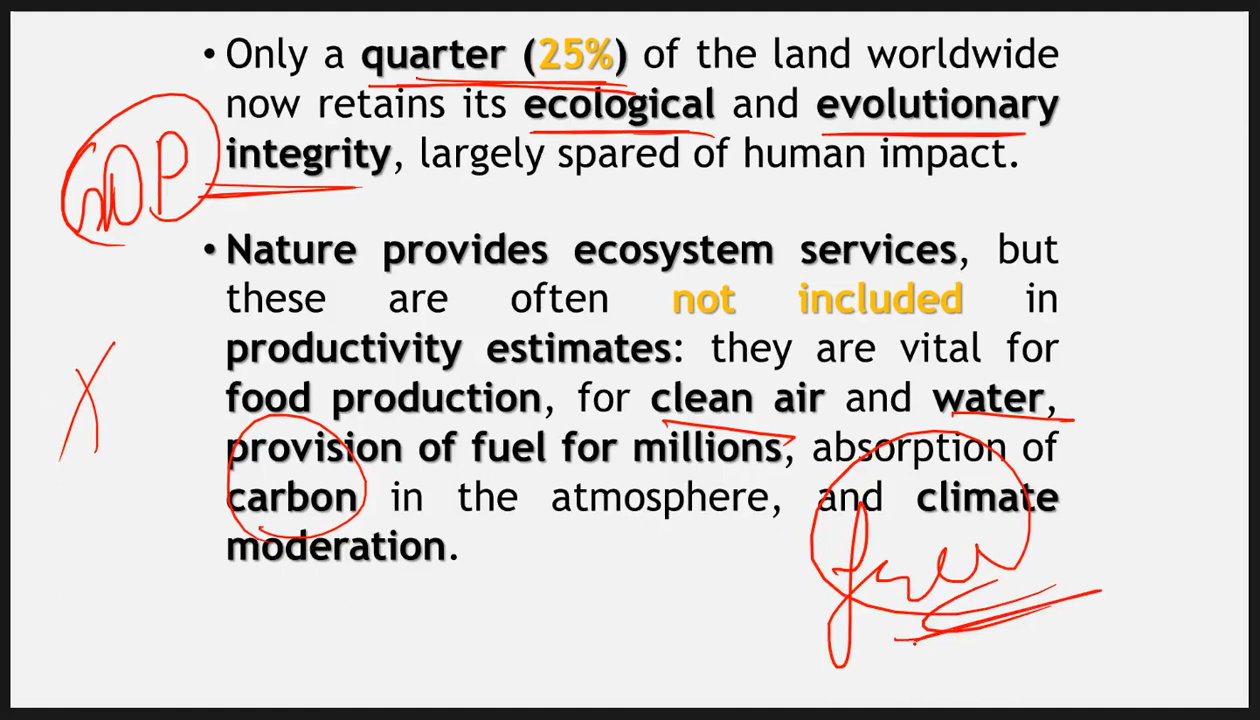 • Only a quarter (25%) of the land worldwide
now retains its ecological and evolutionary
integrity, largely spared of human impact.
• Nature provides ecosystem services, but
these are often not included in
productivity estimates: they are vital for
food production, for clean air and water,
provision of fuel for millions, absorption of
carbon in the atmosphere, and climate
moderation.